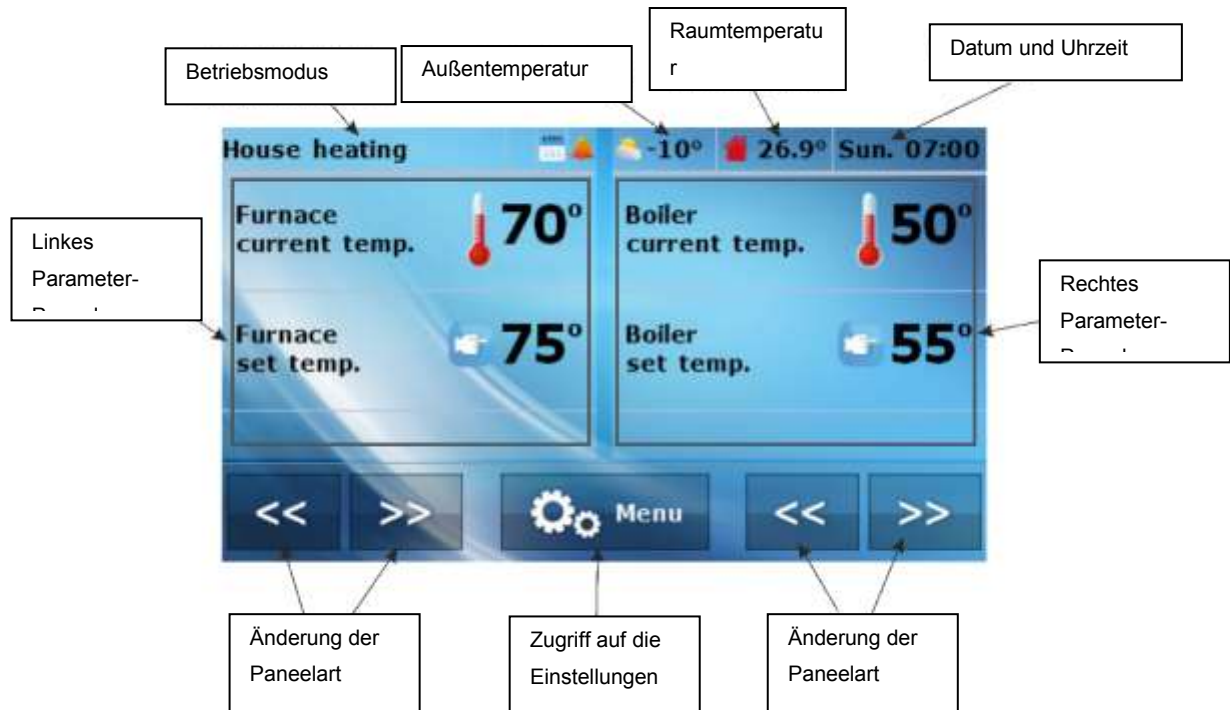 Raumtemperatu
r
Datum und Uhrzeit
Betriebsmodus
Außentemperatur
House heating
-10°
26.9°
Sun. 07:00
Linkes
Parameter-
Furnace
current temp.
70°
Boiler
current temp.
50°
Rechtes
Parameter-
Furnace
set temp.
75°
Boiler
set temp.
55°
<<
>>
Menu
<<
>>
Änderung der
Paneelart
Zugriff auf die
Einstellungen
Änderung der
Paneelart